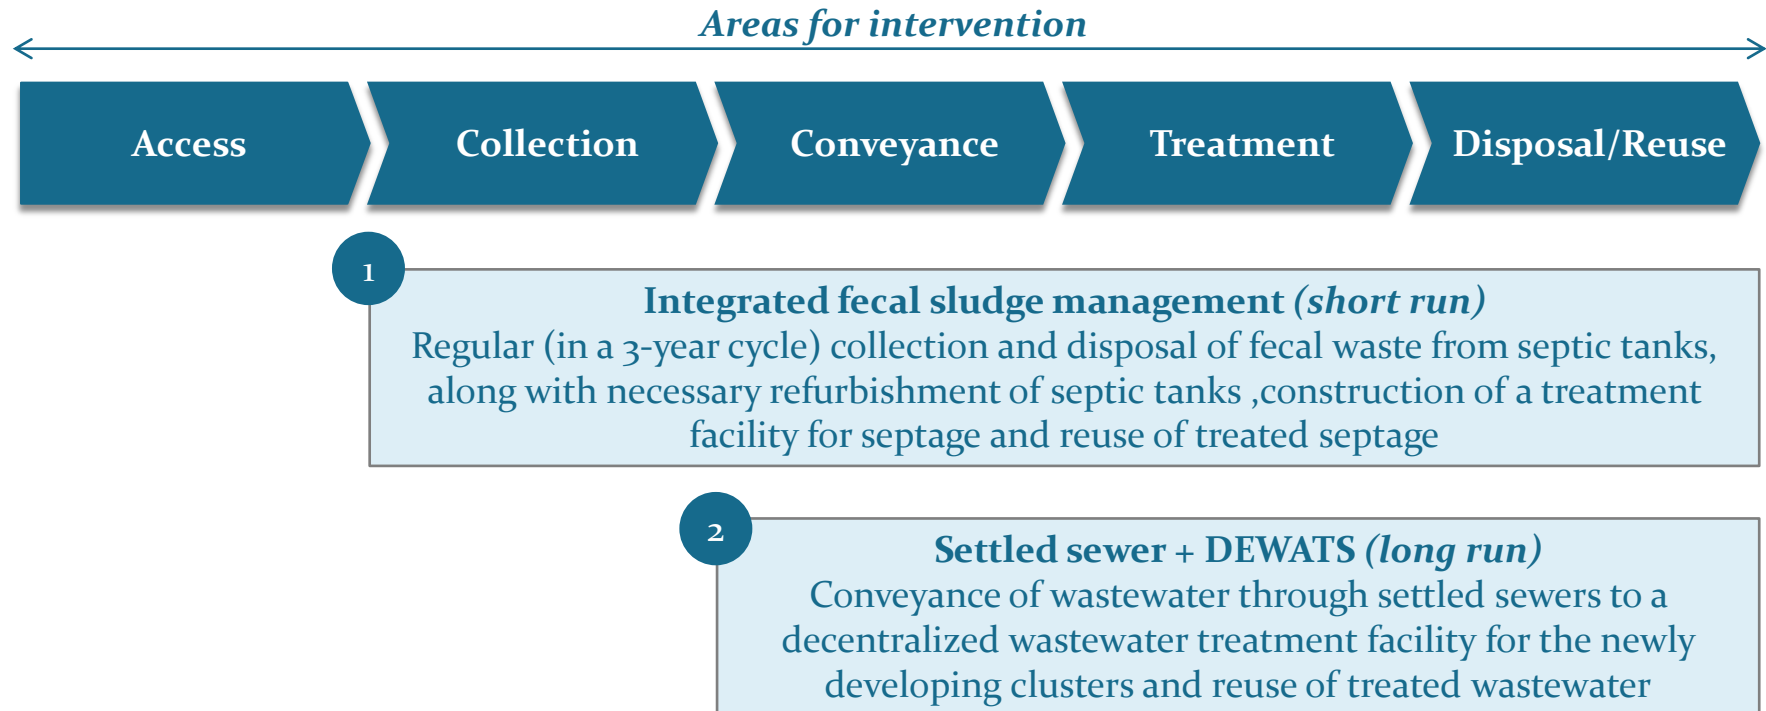 Areas for intervention
Access
Collection
Conveyance
Treatment
Disposal/Reuse
1
Integrated fecal sludge management (short run)
Regular (in a 3-year cycle) collection and disposal of fecal waste from septic tanks,
along with necessary refurbishment of septic tanks ,construction of a treatment
facility for septage and reuse of treated septage
2
Settled sewer + DEWATS (long run)
Conveyance of wastewater through settled sewers to a
decentralized wastewater treatment facility for the newly
developing clusters and reuse of treated wastewater